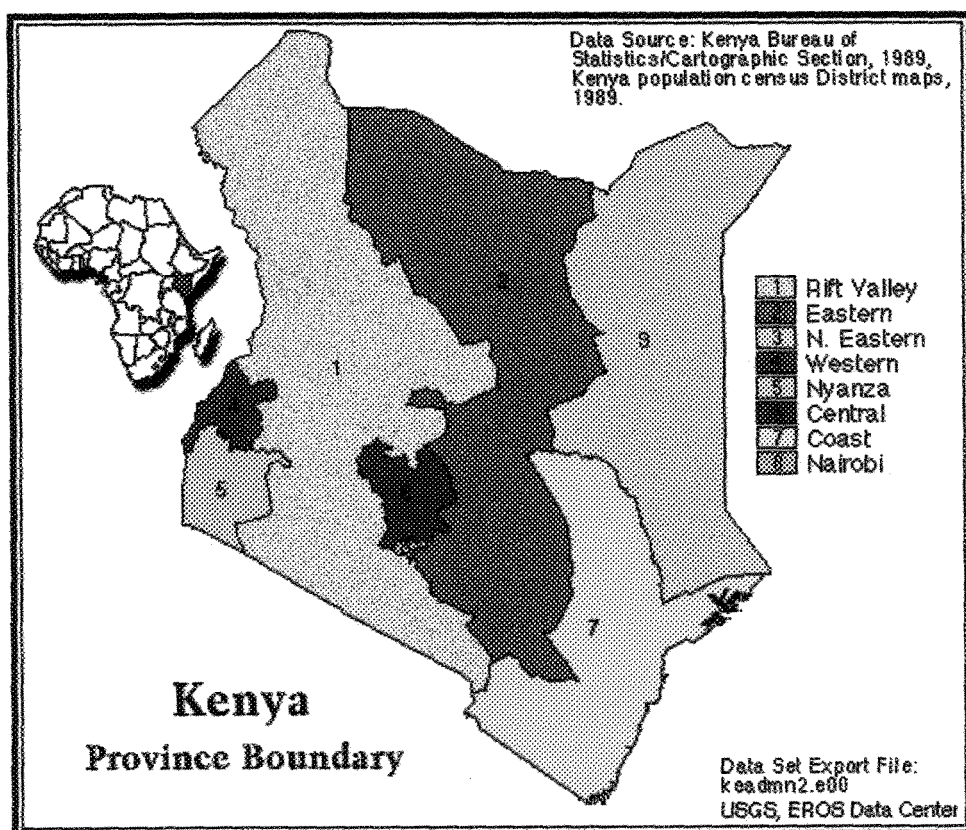 Data Source: Kenya Bureau of
Statistics/Cartographic Section, 1989,
Kenya population census District maps,
1989.
1 Rift Valley
2 Eastern
3 N. Eastern
Western
5 Nyanza
Central
7 Coast
Nairobi
1
3
5
7
Kenya
Province Boundary
Data Set Export File:
keadmn2.e00
USGS, EROS Data Center